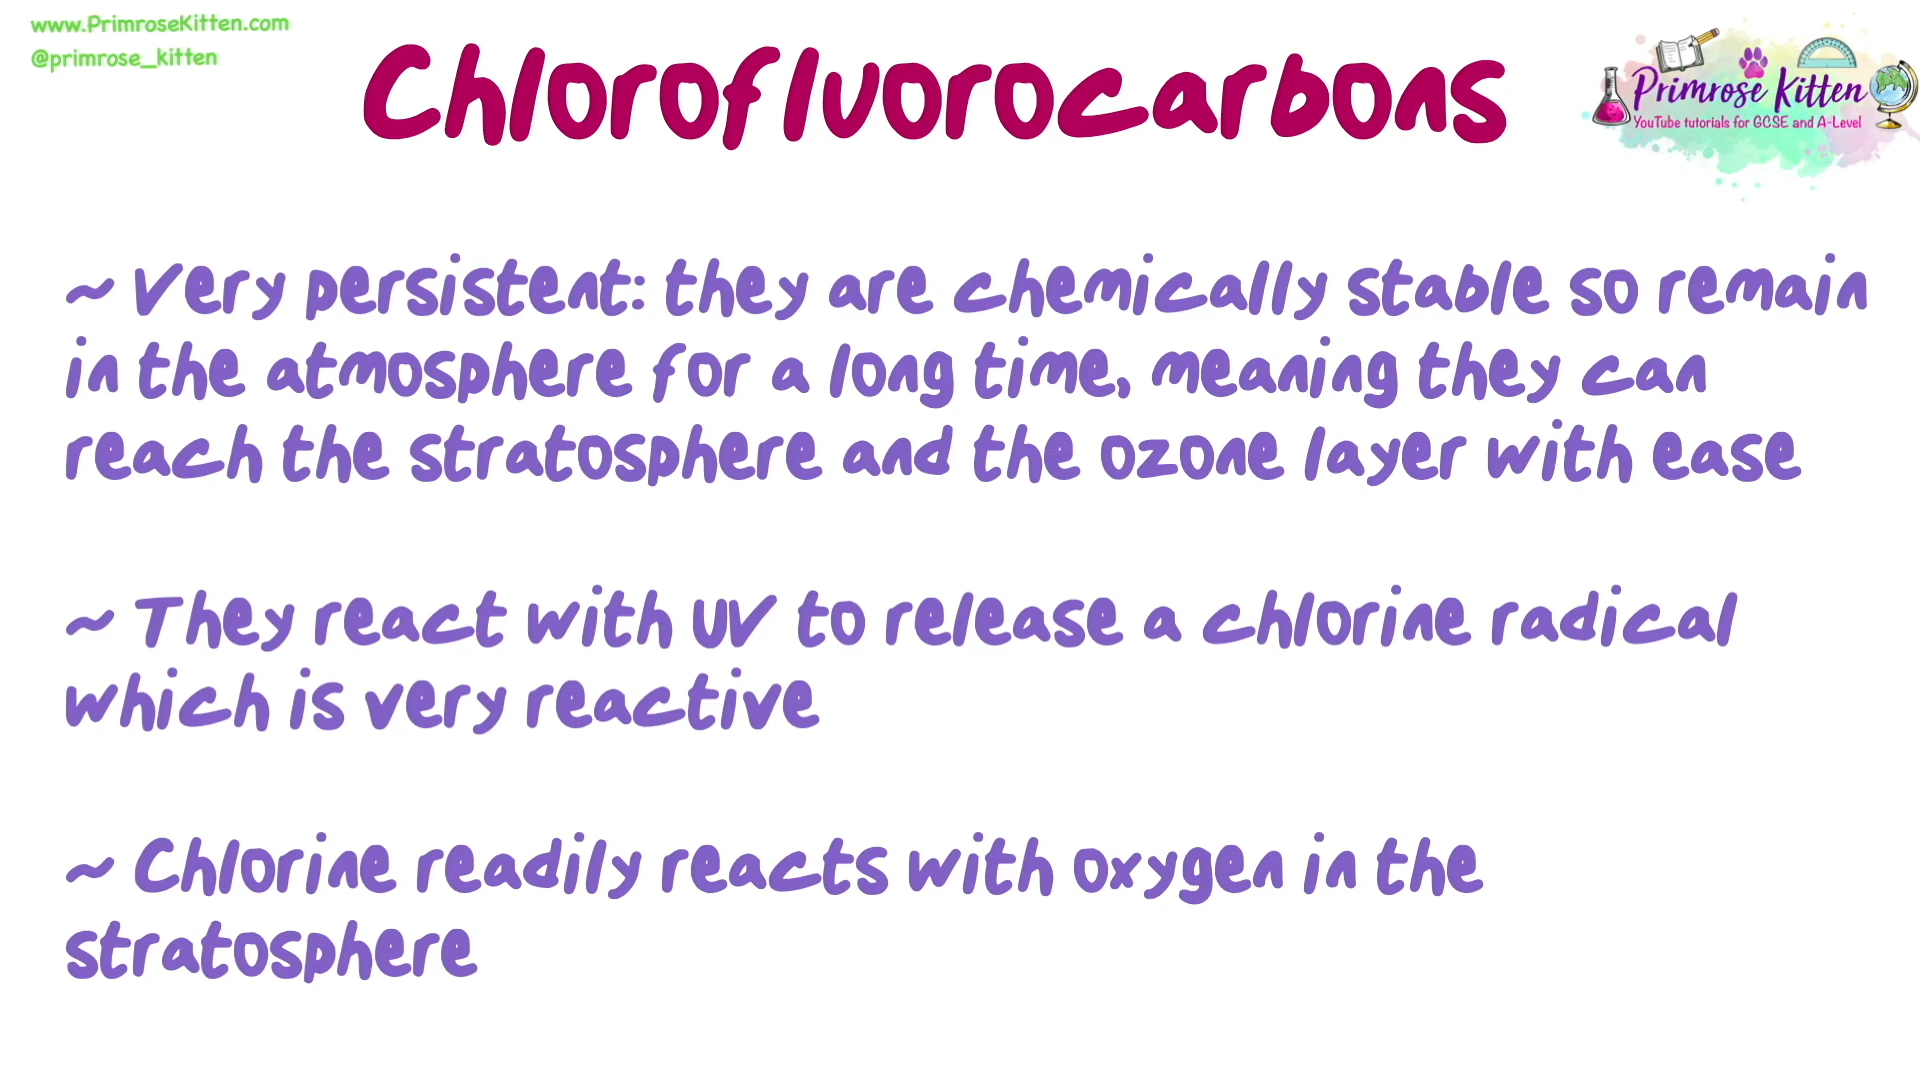 www.PrimroseKitten.com
@primrose_kitten
Chlorofluorocarbons
Primrose Kitten
YouTube tutorials for GCSE and A-Level
~ Very persistent: they are chemically stable so remain
in the atmosphere for a long time, meaning they can
reach the stratosphere and the ozone layer with ease
~ They react with UV to release a chlorine radical
which is very reactive
~ Chlorine readily reacts with oxygen in the
stratosphere